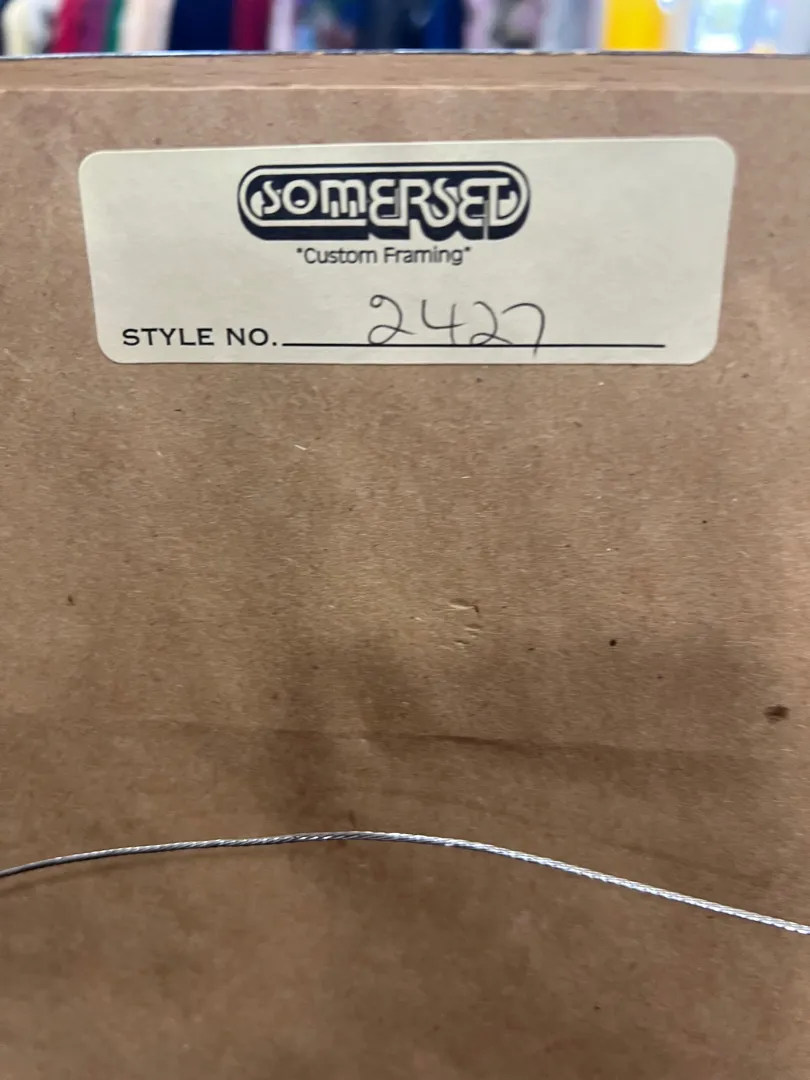 SOMERSET
"Custom Framing"
STYLE NO. 2427